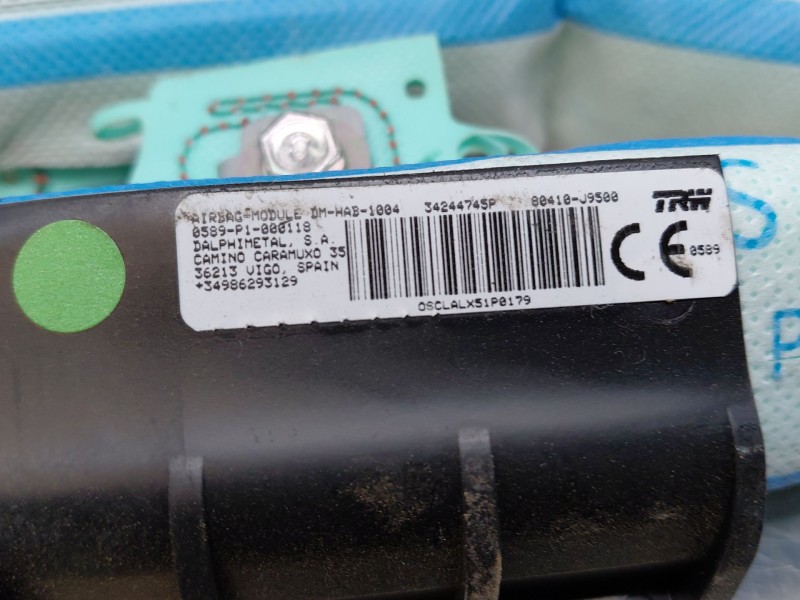 AIRBAG-MODULE DM-HAB-1004 34244745P 80410-J9500 TRW
0589-P1-000118
DALPHIMETAL, S.A.
CAMINO CARAMUXO 35
36213 VIGO, SPAIN
+34986293129
CE 0589
OSCLALX51P0179
S
P